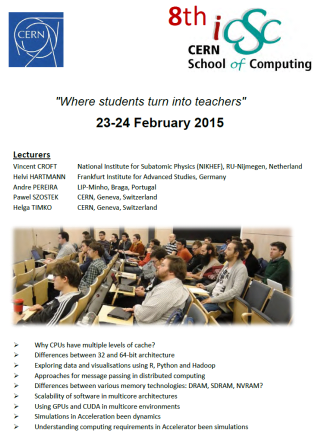 CERN
8th iCSC
CERN
School of Computing
"Where students turn into teachers"
23-24 February 2015
Lecturers
Vincent CROFT National Institute for Subatomic Physics (NIKHEF), RU-Nijmegen, Netherland
Helvi HARTMANN Frankfurt Institute for Advanced Studies, Germany
Andre PEREIRA LIP-Minho, Braga, Portugal
Pawel SZOSTEK CERN, Geneva, Switzerland
Helga TIMKO CERN, Geneva, Switzerland
➤ Why CPUs have multiple levels of cache?
➤ Differences between 32 and 64-bit architecture
➤ Exploring data and visualisations using R, Python and Hadoop
➤ Approaches for message passing in distributed computing
➤ Differences between various memory technologies: DRAM, SDRAM, NVRAM?
➤ Scalability of software in multicore architectures
➤ Using GPUs and CUDA in multicore environments
➤ Simulations in Acceleration been dynamics
➤ Understanding computing requirements in Accelerator been simulations